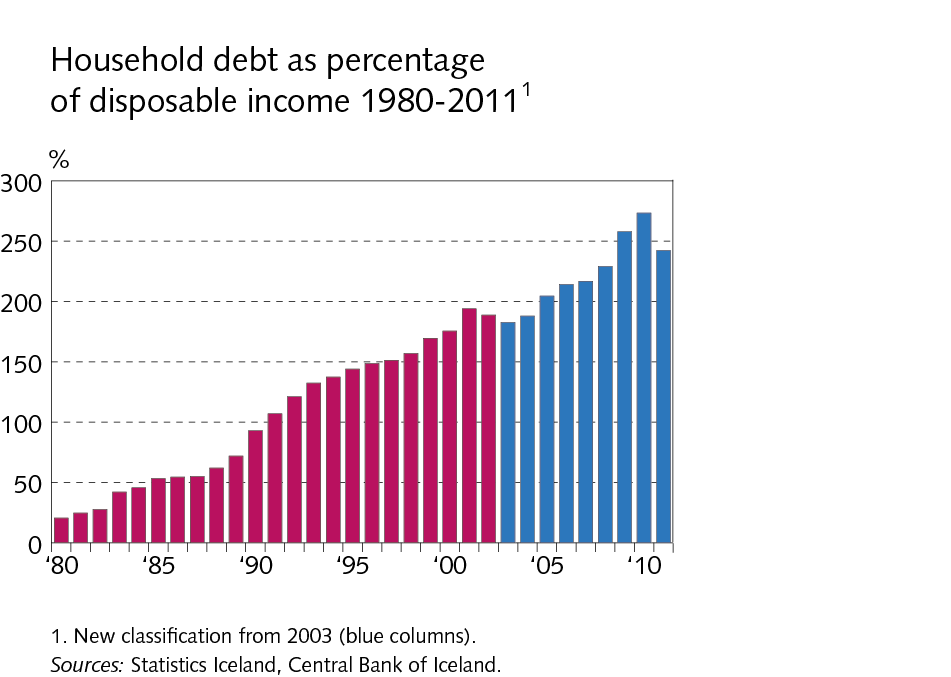 Household debt as percentage
of disposable income 1980-2011¹
%
300
250
200
150
100
50
0
‘80 ‘85 ‘90 ‘95 ‘00 ‘05 ‘10
1. New classification from 2003 (blue columns).
Sources: Statistics Iceland, Central Bank of Iceland.